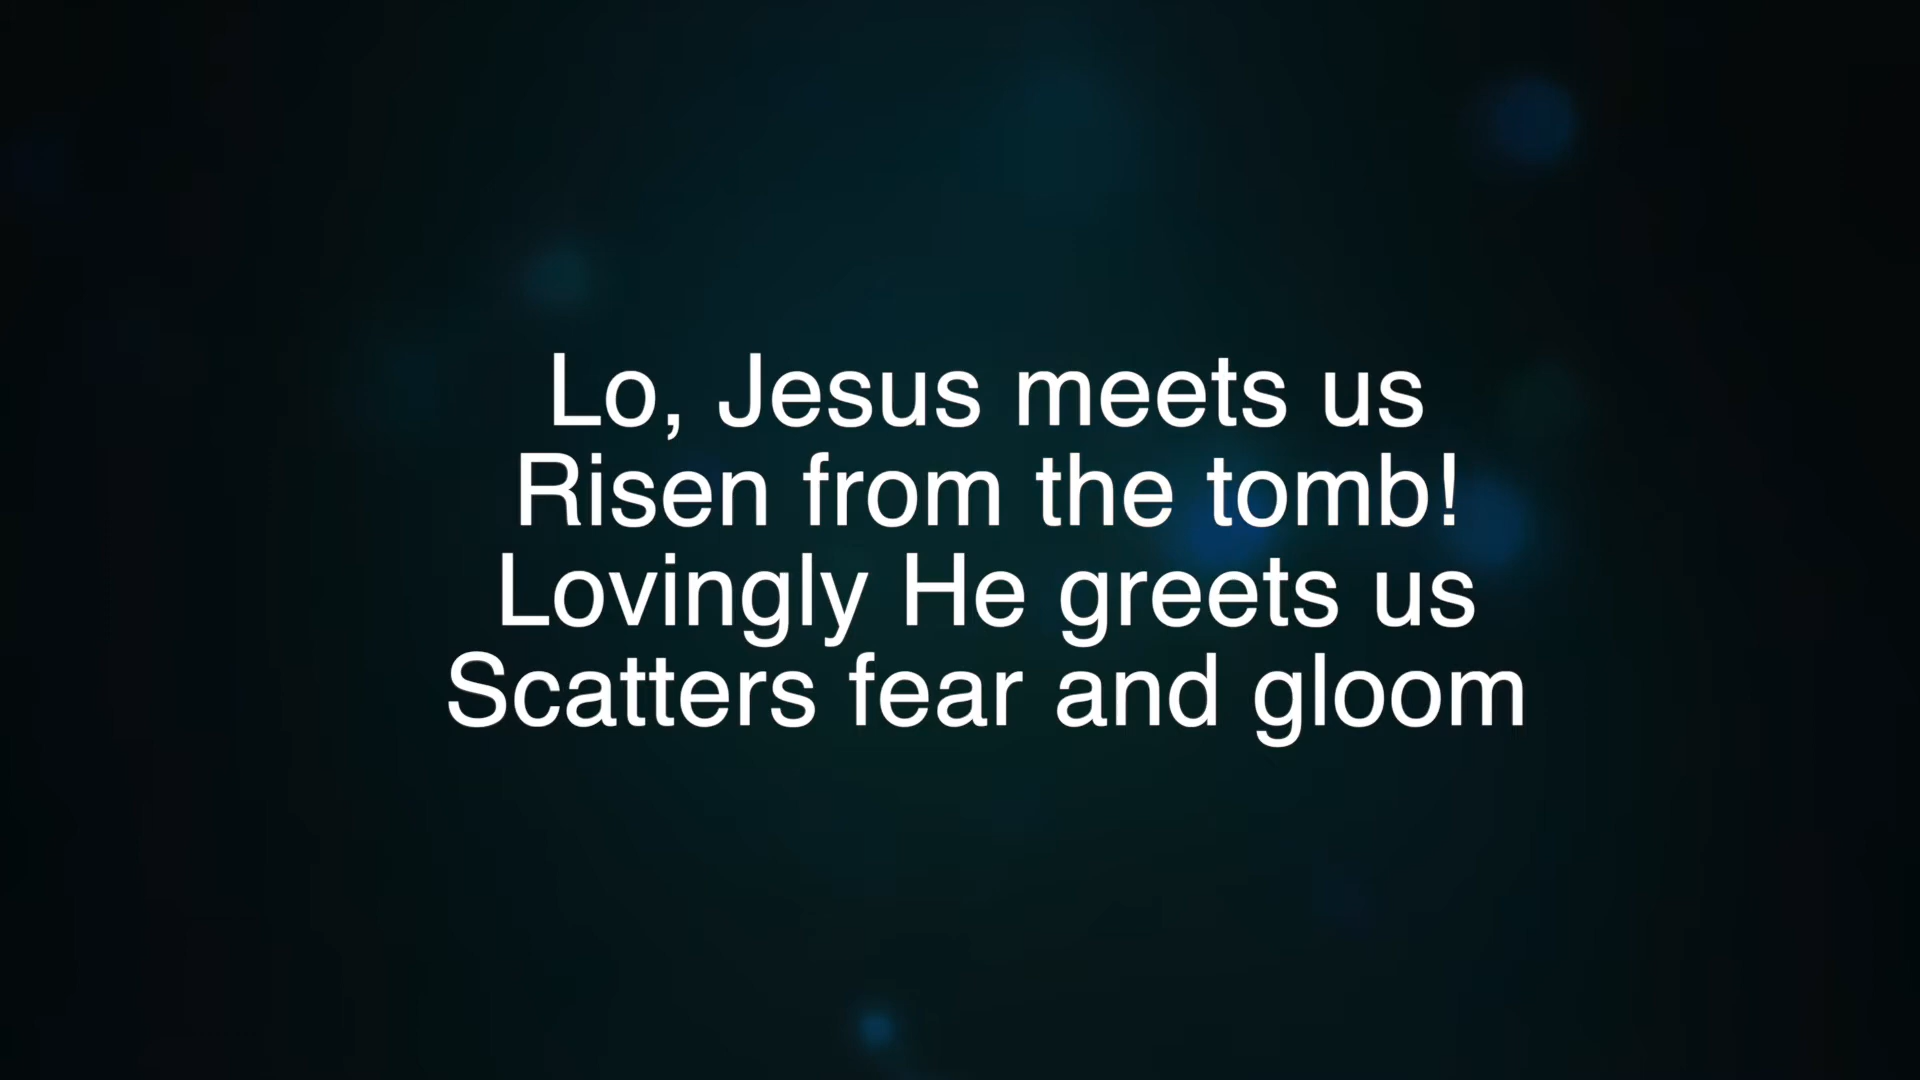 Lo, Jesus meets us
Risen from the tomb!
Lovingly He greets us
Scatters fear and gloom